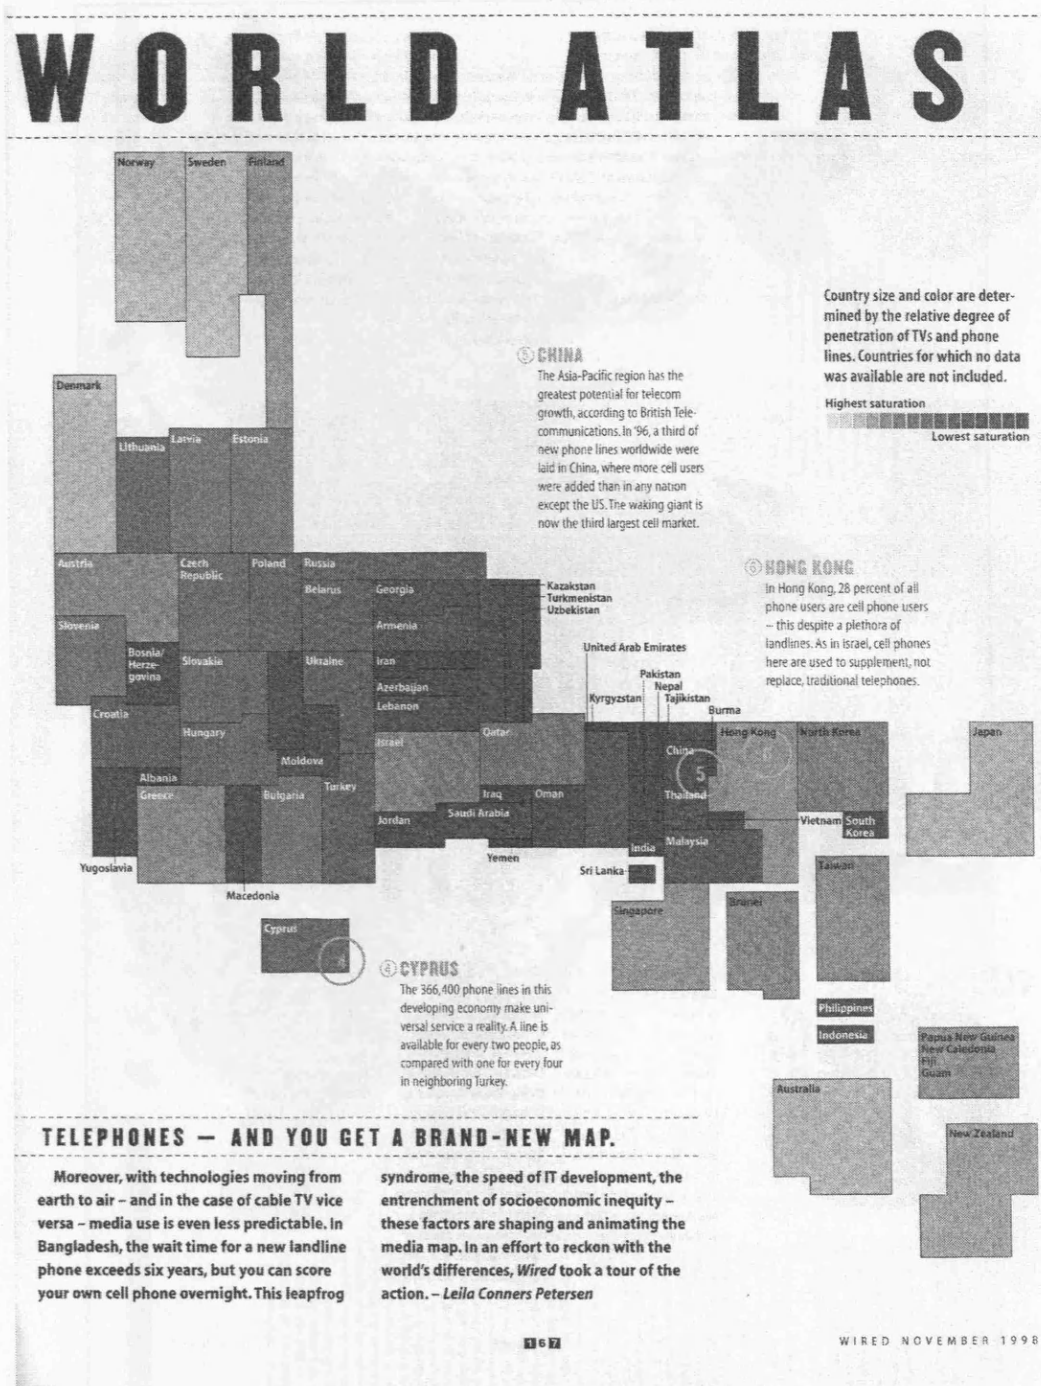 WORLD ATLAS
Norway
Sweden
Finland
Country size and color are deter-
mined by the relative degree of
penetration of TVs and phone
lines. Countries for which no data
was available are not included.
Highest saturation
Lowest saturation
⑤ CHINA
The Asia-Pacific region has the
greatest potential for telecom
growth, according to British Tele-
communications. In '96, a third of
new phone lines worldwide were
laid in China, where more cell users
were added than in any nation
except the US. The waking giant is
now the third largest cell market.
Denmark
Lithuania
Latvia
Estonia
Austria
Czech
Republic
Poland
Russia
Belarus
Georgia
Kazakstan
Turkmenistan
Uzbekistan
⑥ HONG KONG
In Hong Kong, 28 percent of all
phone users are cell phone users
– this despite a plethora of
landlines. As in Israel, cell phones
here are used to supplement, not
replace, traditional telephones.
Slovenia
Armenia
Bosnia/
Herze-
govina
Slovakia
Ukraine
Iran
Azerbaijan
Lebanon
United Arab Emirates
Pakistan
Nepal
Kyrgyzstan
Tajikistan
Burma
Croatia
Hungary
Israel
Qatar
China
5
Hong Kong
6
North Korea
Japan
Moldova
Albania
Greece
Bulgaria
Turkey
Iraq
Oman
Thailand
Jordan
Saudi Arabia
Vietnam
South
Korea
India
Malaysia
Yugoslavia
Yemen
Sri Lanka
Taiwan
Macedonia
Singapore
Brunei
Cyprus
4
④ CYPRUS
The 366,400 phone lines in this
developing economy make uni-
versal service a reality. A line is
available for every two people, as
compared with one for every four
in neighboring Turkey.
Philippines
Indonesia
Papua New Guinea
New Caledonia
Fiji
Guam
Australia
New Zealand
TELEPHONES — AND YOU GET A BRAND-NEW MAP.
Moreover, with technologies moving from
earth to air – and in the case of cable TV vice
versa – media use is even less predictable. In
Bangladesh, the wait time for a new landline
phone exceeds six years, but you can score
your own cell phone overnight. This leapfrog
syndrome, the speed of IT development, the
entrenchment of socioeconomic inequity –
these factors are shaping and animating the
media map. In an effort to reckon with the
world's differences, Wired took a tour of the
action. – Leila Conners Petersen
167
WIRED NOVEMBER 1998